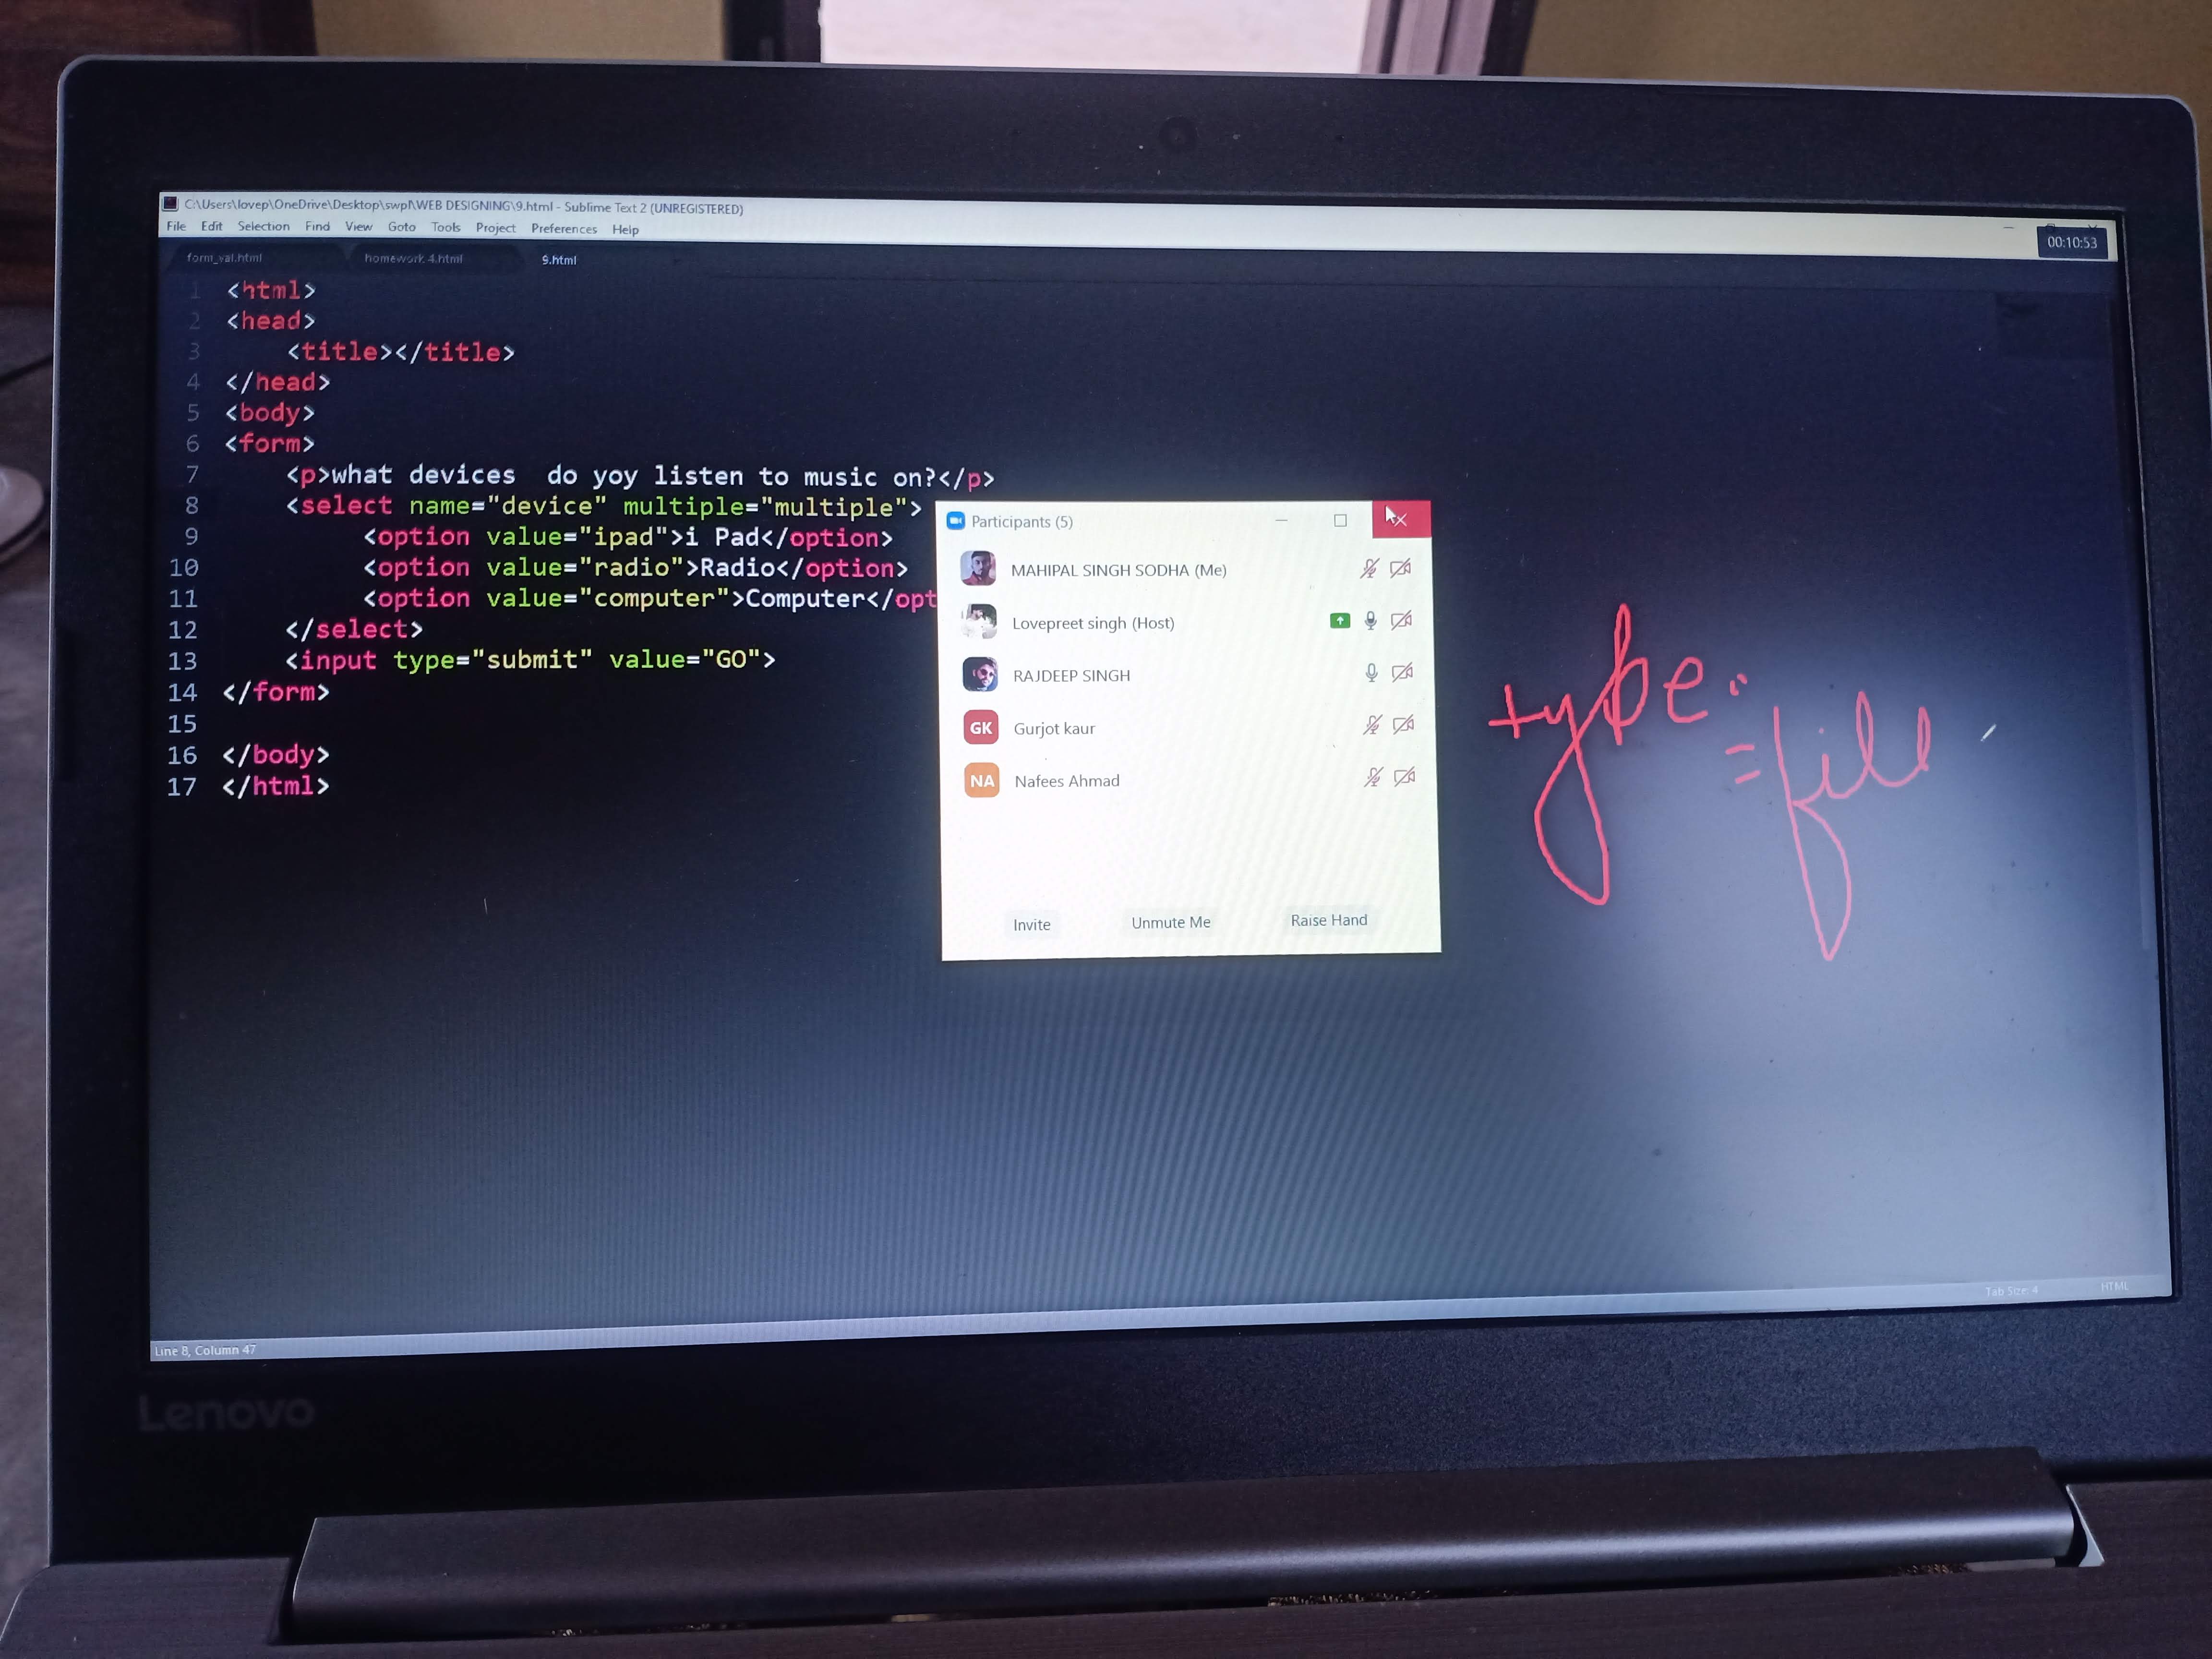 C:\Users\lovep\OneDrive\Desktop\swpl\WEB DESIGNING\9.html - Sublime Text 2 (UNREGISTERED)
File Edit Selection Find View Goto Tools Project Preferences Help
00:10:53
form_val.html homework 4.html 9.html
1 <html>
2 <head>
3 <title></title>
4 </head>
5 <body>
6 <form>
7 <p>what devices  do yoy listen to music on?</p>
8 <select name="device" multiple="multiple">
9 <option value="ipad">i Pad</option>
10 <option value="radio">Radio</option>
11 <option value="computer">Computer</opt
12 </select>
13 <input type="submit" value="GO">
14 </form>
15
16 </body>
17 </html>
Participants (5)
MAHIPAL SINGH SODHA (Me)
Lovepreet singh (Host)
RAJDEEP SINGH
GK Gurjot kaur
NA Nafees Ahmad
Invite Unmute Me Raise Hand
type
= file
Line 8, Column 47
Tab Size: 4 HTML
Lenovo